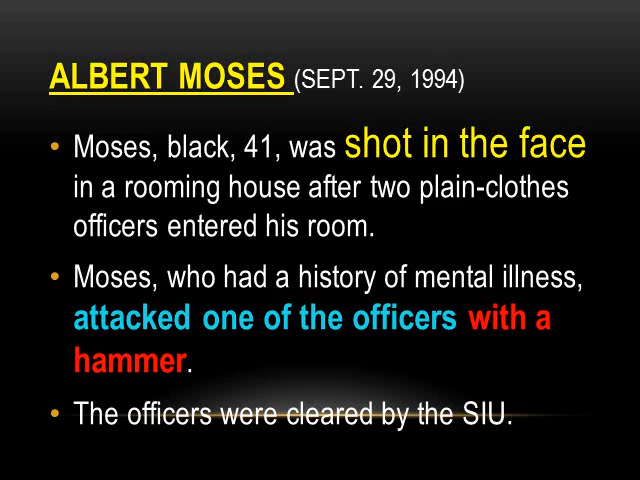 ALBERT MOSES (SEPT. 29, 1994)
• Moses, black, 41, was shot in the face
in a rooming house after two plain-clothes
officers entered his room.
• Moses, who had a history of mental illness,
attacked one of the officers with a
hammer.
• The officers were cleared by the SIU.